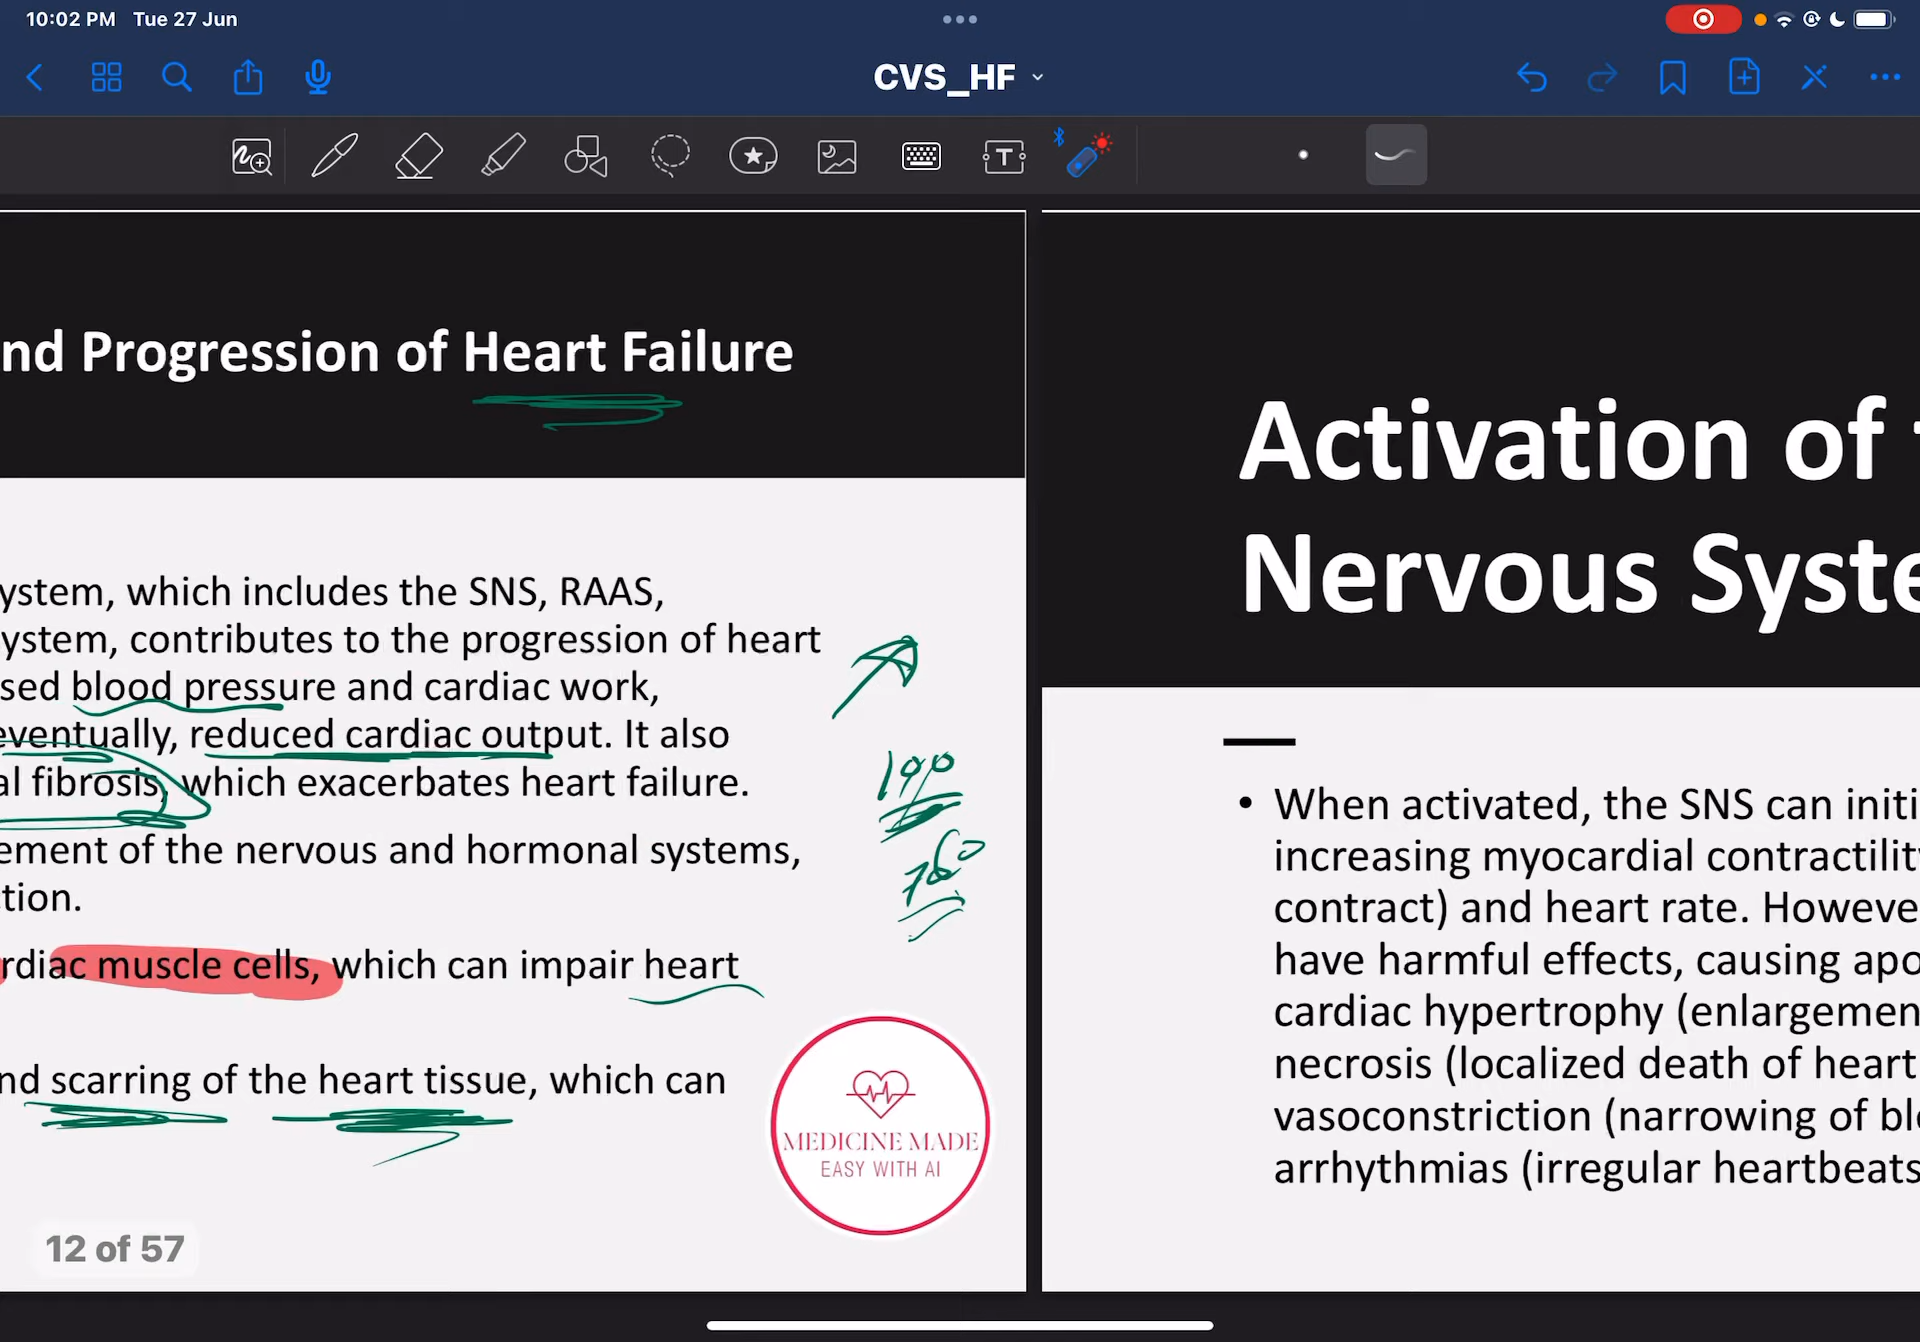 10:02 PM Tue 27 Jun
CVS_HF
nd Progression of Heart Failure
ystem, which includes the SNS, RAAS,
ystem, contributes to the progression of heart
sed blood pressure and cardiac work,
eventually, reduced cardiac output. It also
al fibrosis, which exacerbates heart failure.
ement of the nervous and hormonal systems,
tion.
rdiac muscle cells, which can impair heart
nd scarring of the heart tissue, which can
MEDICINE MADE
EASY WITH AI
12 of 57
Activation of
Nervous Syste
• When activated, the SNS can initi
increasing myocardial contractilit
contract) and heart rate. Howeve
have harmful effects, causing apo
cardiac hypertrophy (enlargemen
necrosis (localized death of heart
vasoconstriction (narrowing of blo
arrhythmias (irregular heartbeats